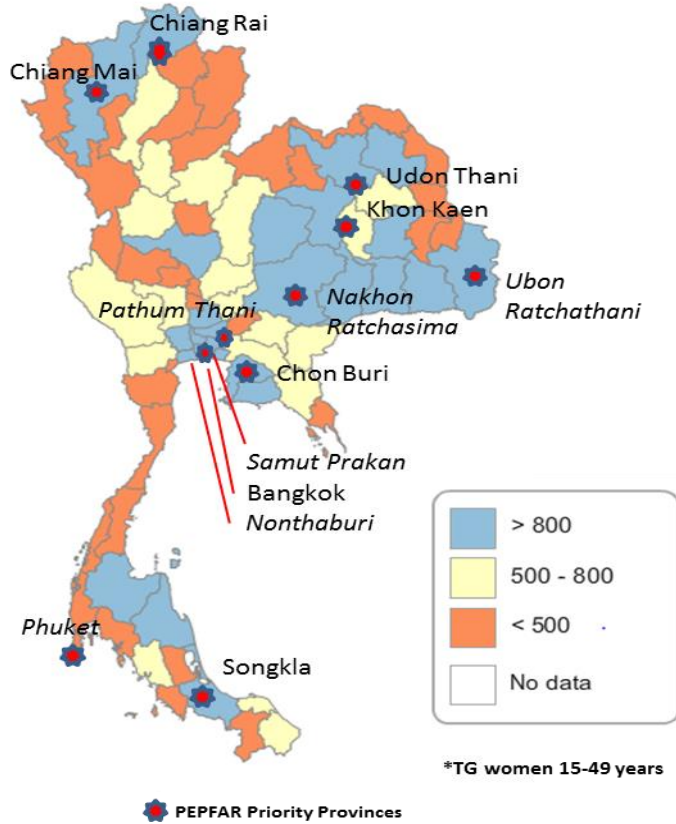 Chiang Rai
Chiang Mai
Udon Thani
Khon Kaen
Ubon
Ratchathani
Nakhon
Ratchasima
Pathum Thani
Chon Buri
Samut Prakan
Bangkok
Nonthaburi
Phuket
Songkla
> 800
500 - 800
< 500
No data
*TG women 15-49 years
PEPFAR Priority Provinces